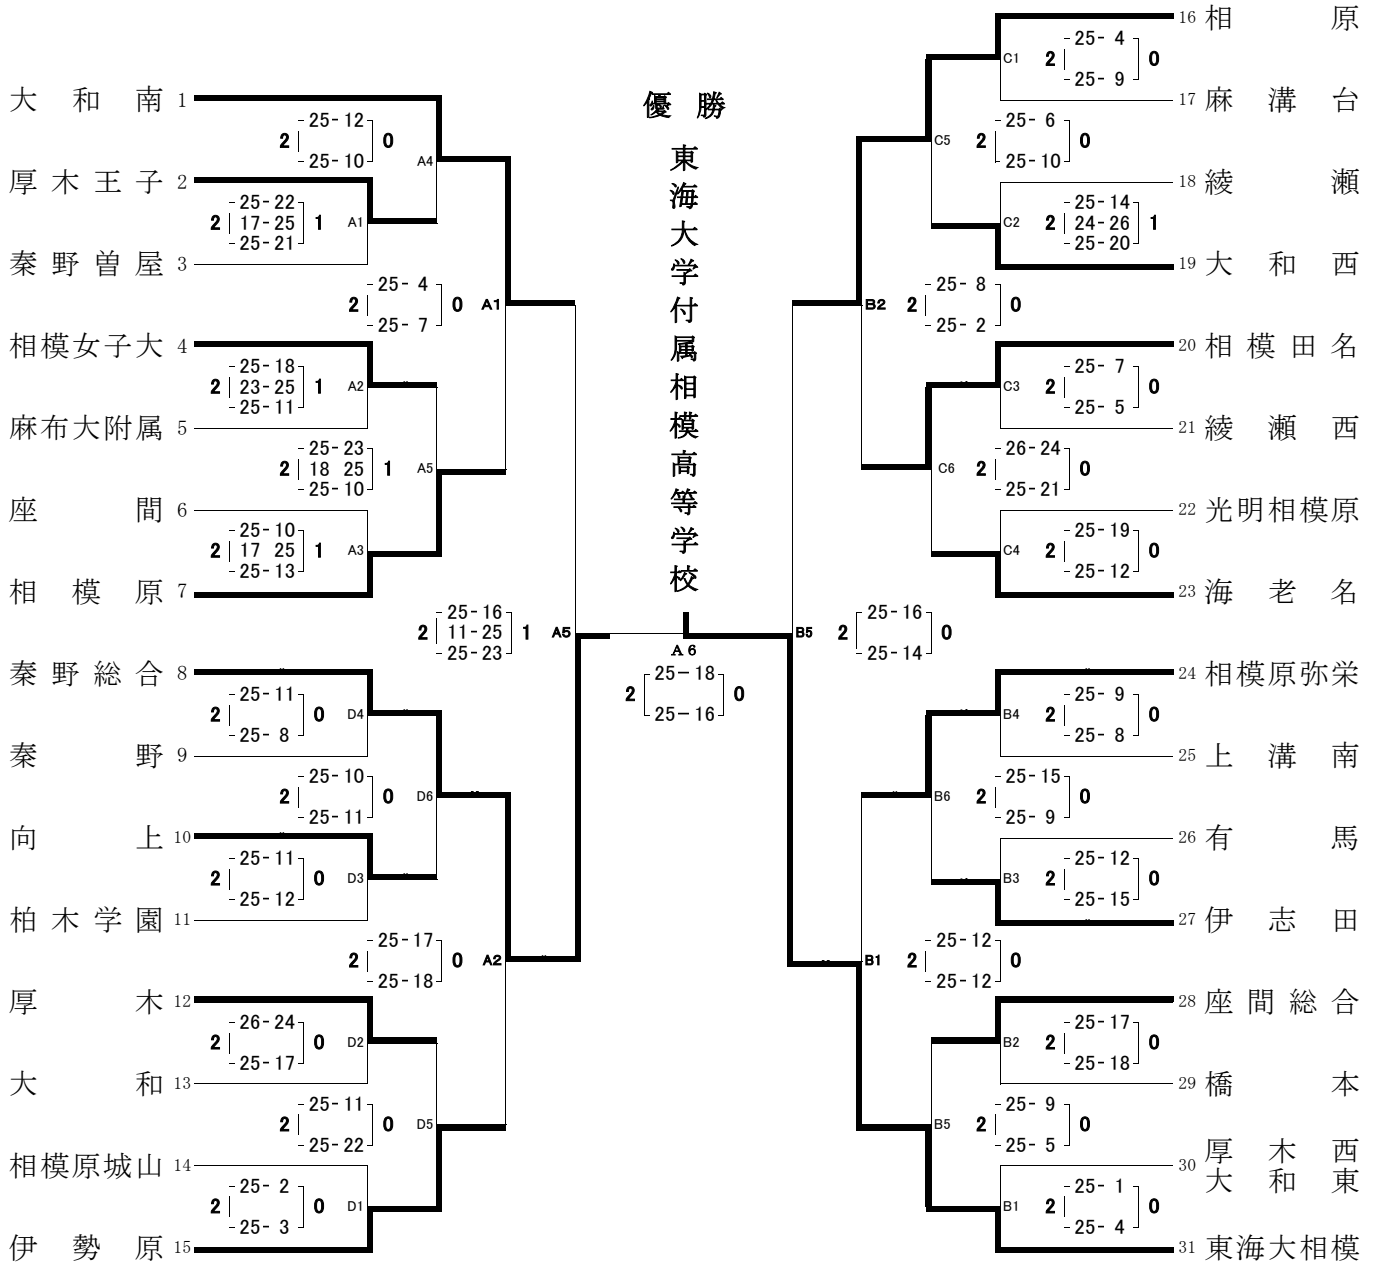 優勝
東海大学付属相模高等学校
大和南 1
2 25-12 0
25-10
A4
厚木王子 2
25-22
2 17-25 1
25-21
A1
秦野曽屋 3
25- 4
2 0
25- 7
A1
相模女子大 4
25-18
2 23-25 1
25-11
A2
麻布大附属 5
25-23
2 18 25 1
25-10
A5
座間 6
25-10
2 17 25 1
25-13
A3
相模原 7
25-16
2 11-25 1
25-23
A5
秦野総合 8
25-11
2 0
25- 8
D4
秦野 9
25-10
2 0
25-11
D6
向上 10
25-11
2 0
25-12
D3
柏木学園 11
25-17
2 0
25-18
A2
厚木 12
26-24
2 0
25-17
D2
大和 13
25-11
2 0
25-22
D5
相模原城山 14
25- 2
2 0
25- 3
D1
伊勢原 15
A6
25-18
2 0
25-16
16 相原
C1
25- 4
2 0
25- 9
17 麻溝台
C5
25- 6
2 0
25-10
18 綾瀬
C2
25-14
2 24-26 1
25-20
19 大和西
B2
25- 8
2 0
25- 2
20 相模田名
C3
25- 7
2 0
25- 5
21 綾瀬西
C6
26-24
2 0
25-21
22 光明相模原
C4
25-19
2 0
25-12
23 海老名
B5
25-16
2 0
25-14
24 相模原弥栄
B4
25- 9
2 0
25- 8
25 上溝南
B6
25-15
2 0
25- 9
26 有馬
B3
25-12
2 0
25-15
27 伊志田
B1
25-12
2 0
25-12
28 座間総合
B2
25-17
2 0
25-18
29 橋本
B5
25- 9
2 0
25- 5
30 厚木西
大和東
B1
25- 1
2 0
25- 4
31 東海大相模